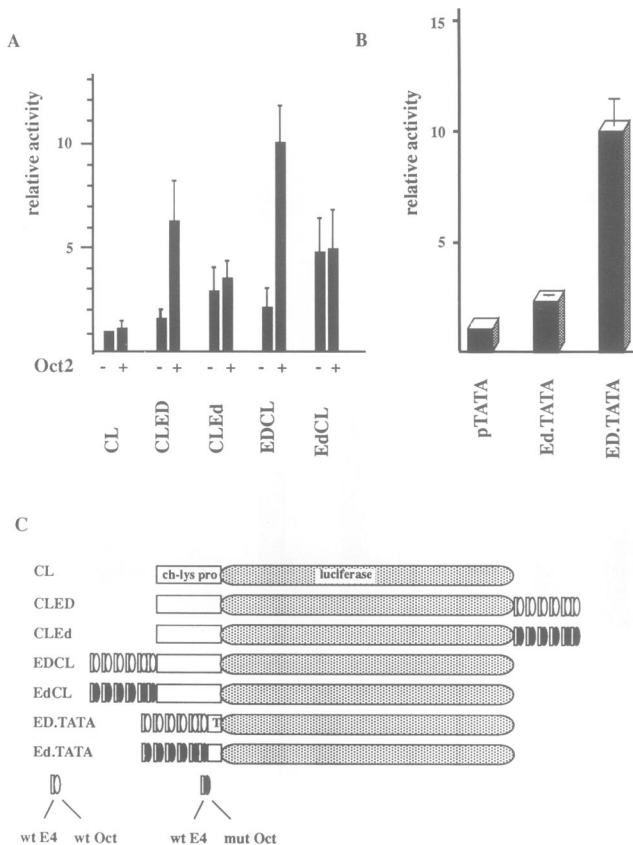 A
B
relative activity
10
5
Oct2
- + - + - + - + - +
CL
CLED
CLEd
EDCL
EdCL
relative activity
15
10
5
pTATA
Ed.TATA
ED.TATA
C
CL
ch-lys pro
luciferase
CLED
CLEd
EDCL
EdCL
ED.TATA
T
Ed.TATA
wt E4 wt Oct
wt E4 mut Oct